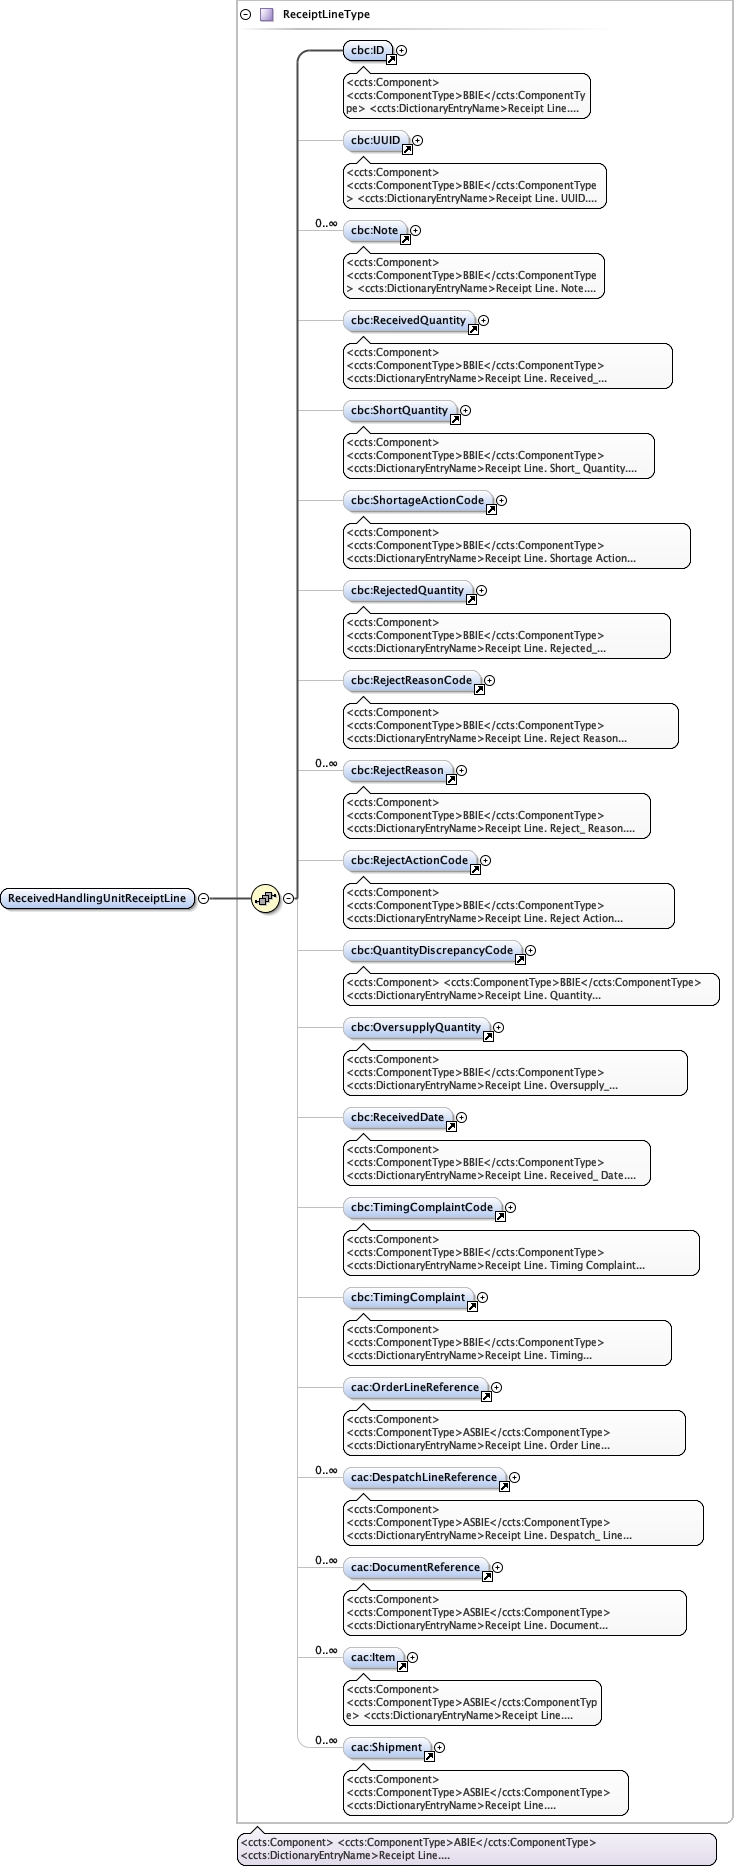 ReceiptLineType
cbc:ID
<ccts:Component>
<ccts:ComponentType>BBIE</ccts:ComponentTy
pe> <ccts:DictionaryEntryName>Receipt Line....
cbc:UUID
<ccts:Component>
<ccts:ComponentType>BBIE</ccts:ComponentType
> <ccts:DictionaryEntryName>Receipt Line. UUID....
0..∞
cbc:Note
<ccts:Component>
<ccts:ComponentType>BBIE</ccts:ComponentType
> <ccts:DictionaryEntryName>Receipt Line. Note....
cbc:ReceivedQuantity
<ccts:Component>
<ccts:ComponentType>BBIE</ccts:ComponentType>
<ccts:DictionaryEntryName>Receipt Line. Received_...
cbc:ShortQuantity
<ccts:Component>
<ccts:ComponentType>BBIE</ccts:ComponentType>
<ccts:DictionaryEntryName>Receipt Line. Short_ Quantity....
cbc:ShortageActionCode
<ccts:Component>
<ccts:ComponentType>BBIE</ccts:ComponentType>
<ccts:DictionaryEntryName>Receipt Line. Shortage Action...
cbc:RejectedQuantity
<ccts:Component>
<ccts:ComponentType>BBIE</ccts:ComponentType>
<ccts:DictionaryEntryName>Receipt Line. Rejected_...
cbc:RejectReasonCode
<ccts:Component>
<ccts:ComponentType>BBIE</ccts:ComponentType>
<ccts:DictionaryEntryName>Receipt Line. Reject Reason...
0..∞
cbc:RejectReason
<ccts:Component>
<ccts:ComponentType>BBIE</ccts:ComponentType>
<ccts:DictionaryEntryName>Receipt Line. Reject_ Reason....
cbc:RejectActionCode
<ccts:Component>
<ccts:ComponentType>BBIE</ccts:ComponentType>
<ccts:DictionaryEntryName>Receipt Line. Reject Action...
ReceivedHandlingUnitReceiptLine
cbc:QuantityDiscrepancyCode
<ccts:Component> <ccts:ComponentType>BBIE</ccts:ComponentType>
<ccts:DictionaryEntryName>Receipt Line. Quantity...
cbc:OversupplyQuantity
<ccts:Component>
<ccts:ComponentType>BBIE</ccts:ComponentType>
<ccts:DictionaryEntryName>Receipt Line. Oversupply_...
cbc:ReceivedDate
<ccts:Component>
<ccts:ComponentType>BBIE</ccts:ComponentType>
<ccts:DictionaryEntryName>Receipt Line. Received_ Date....
cbc:TimingComplaintCode
<ccts:Component>
<ccts:ComponentType>BBIE</ccts:ComponentType>
<ccts:DictionaryEntryName>Receipt Line. Timing Complaint...
cbc:TimingComplaint
<ccts:Component>
<ccts:ComponentType>BBIE</ccts:ComponentType>
<ccts:DictionaryEntryName>Receipt Line. Timing...
cac:OrderLineReference
<ccts:Component>
<ccts:ComponentType>ASBIE</ccts:ComponentType>
<ccts:DictionaryEntryName>Receipt Line. Order Line...
0..∞
cac:DespatchLineReference
<ccts:Component>
<ccts:ComponentType>ASBIE</ccts:ComponentType>
<ccts:DictionaryEntryName>Receipt Line. Despatch_ Line...
0..∞
cac:DocumentReference
<ccts:Component>
<ccts:ComponentType>ASBIE</ccts:ComponentType>
<ccts:DictionaryEntryName>Receipt Line. Document...
0..∞
cac:Item
<ccts:Component>
<ccts:ComponentType>ASBIE</ccts:ComponentTyp
e> <ccts:DictionaryEntryName>Receipt Line....
0..∞
cac:Shipment
<ccts:Component>
<ccts:ComponentType>ASBIE</ccts:ComponentType>
<ccts:DictionaryEntryName>Receipt Line....
<ccts:Component> <ccts:ComponentType>ABIE</ccts:ComponentType>
<ccts:DictionaryEntryName>Receipt Line....